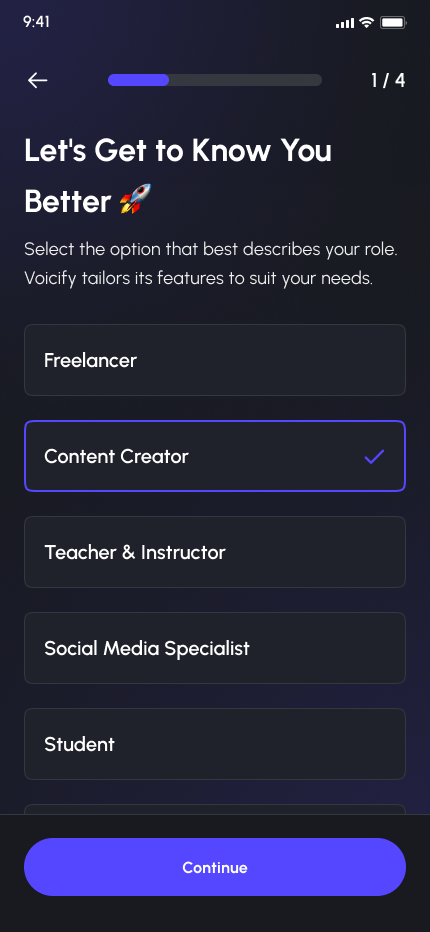 9:41
1 / 4
Let's Get to Know You
Better 🚀
Select the option that best describes your role.
Voicify tailors its features to suit your needs.
Freelancer
Content Creator
Teacher & Instructor
Social Media Specialist
Student
Continue